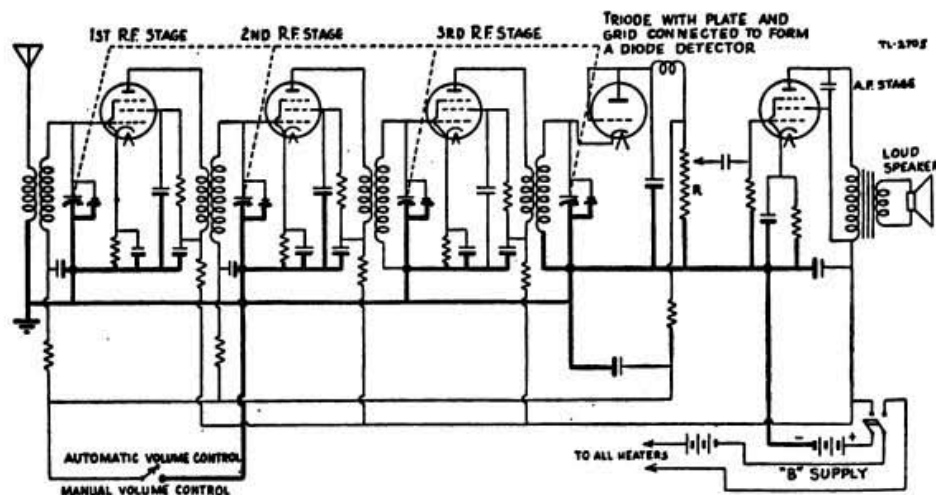 TRIODE WITH PLATE AND
GRID CONNECTED TO FORM
A DIODE DETECTOR
1ST R.F. STAGE
2ND R.F. STAGE
3RD R.F. STAGE
TL-2705
A.F. STAGE
LOUD
SPEAKER
R
- +
AUTOMATIC VOLUME CONTROL
MANUAL VOLUME CONTROL
TO ALL HEATERS
"B" SUPPLY